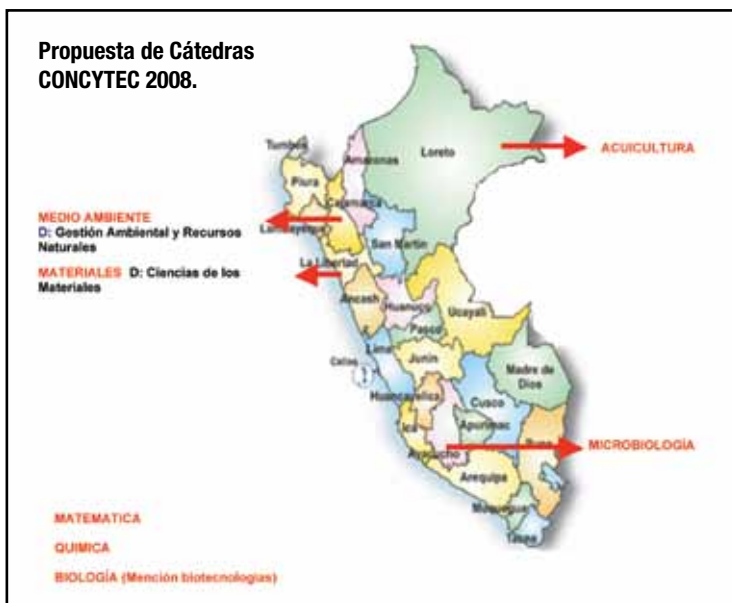 Propuesta de Cátedras
CONCYTEC 2008.
Tumbes
Amazonas
Loreto
ACUICULTURA
Piura
Cajamarca
MEDIO AMBIENTE
D: Gestión Ambiental y Recursos
Naturales
Lambayeque
San Martín
MATERIALES D: Ciencias de los
Materiales
La Libertad
Ancash
Huanuco
Ucayali
Pasco
Lima
Callao
Junín
Madre de
Dios
Huancavelica
Cusco
Ica
Apurimac
Puno
Ayacucho
MICROBIOLOGÍA
Arequipa
Moquegua
Tacna
MATEMATICA
QUIMICA
BIOLOGÍA (Mención biotecnologías)